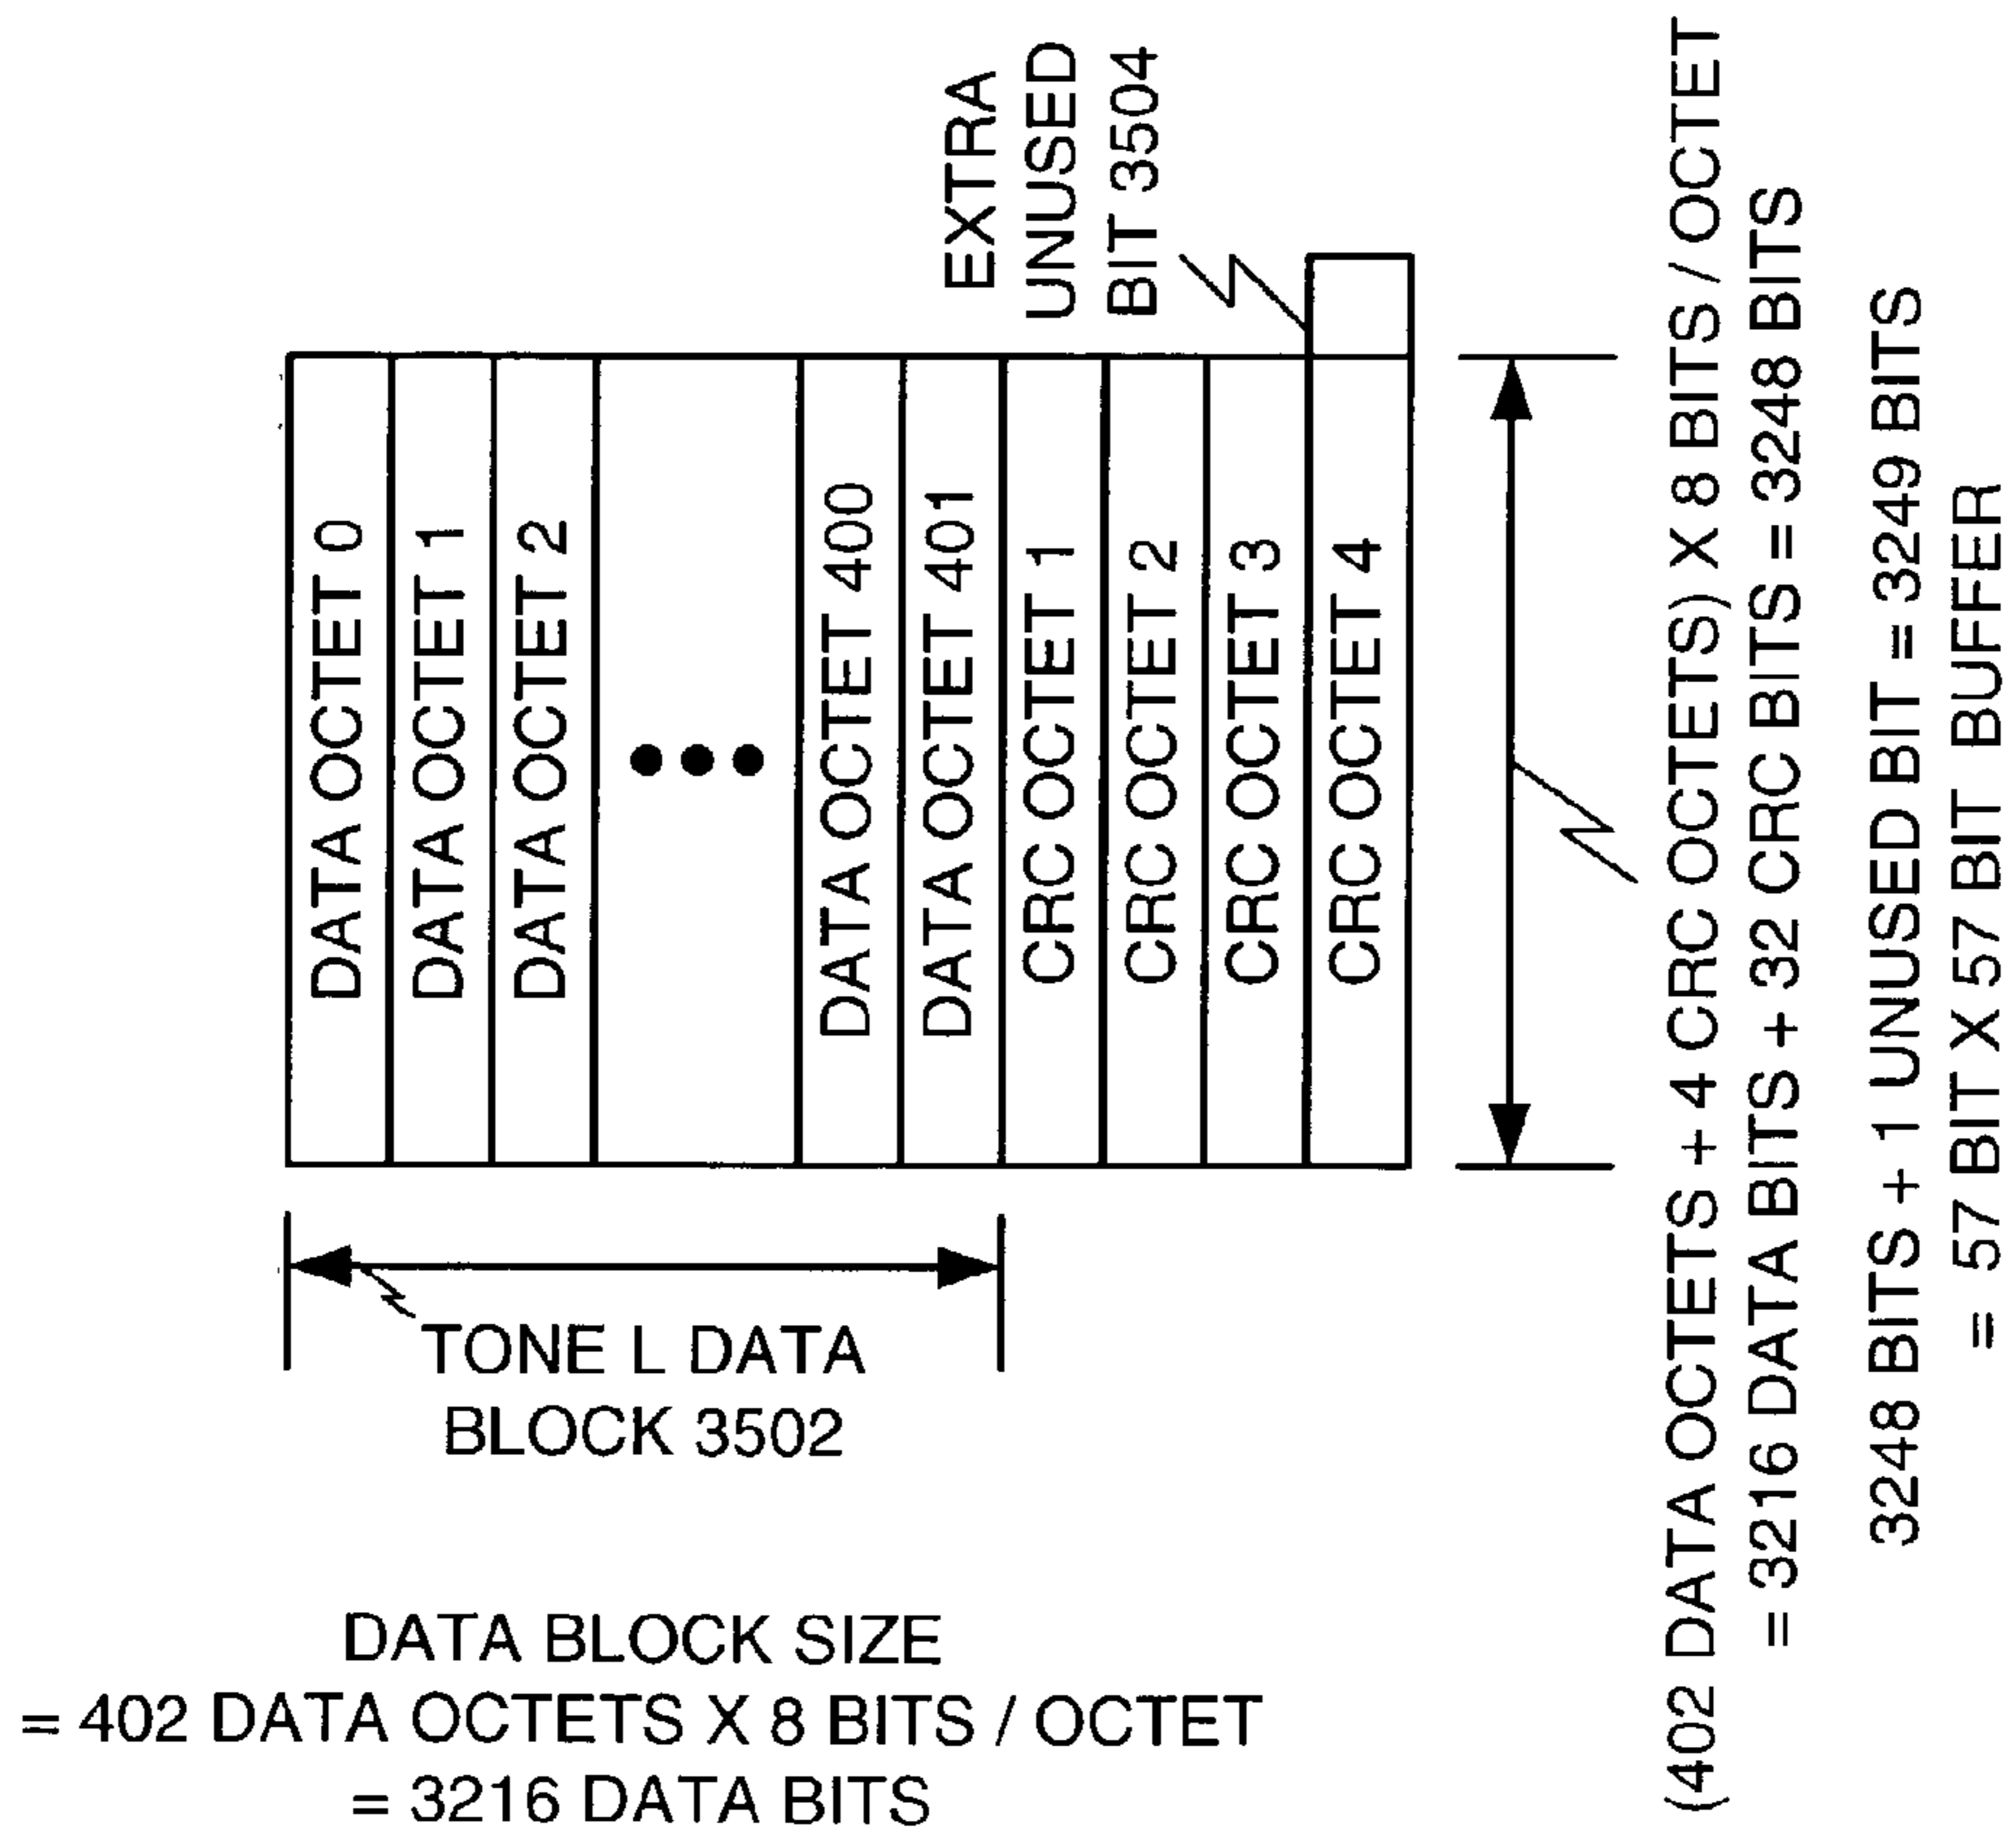 EXTRA
UNUSED
BIT 3504
DATA OCTET 0
DATA OCTET 1
DATA OCTET 2
DATA OCTET 400
DATA OCTET 401
CRC OCTET 1
CRC OCTET 2
CRC OCTET 3
CRC OCTET 4
TONE L DATA
BLOCK 3502
DATA BLOCK SIZE
= 402 DATA OCTETS X 8 BITS / OCTET
= 3216 DATA BITS
(402 DATA OCTETS + 4 CRC OCTETS) X 8 BITS / OCTET
= 3216 DATA BITS + 32 CRC BITS = 3248 BITS
3248 BITS + 1 UNUSED BIT = 3249 BITS
= 57 BIT X 57 BIT BUFFER